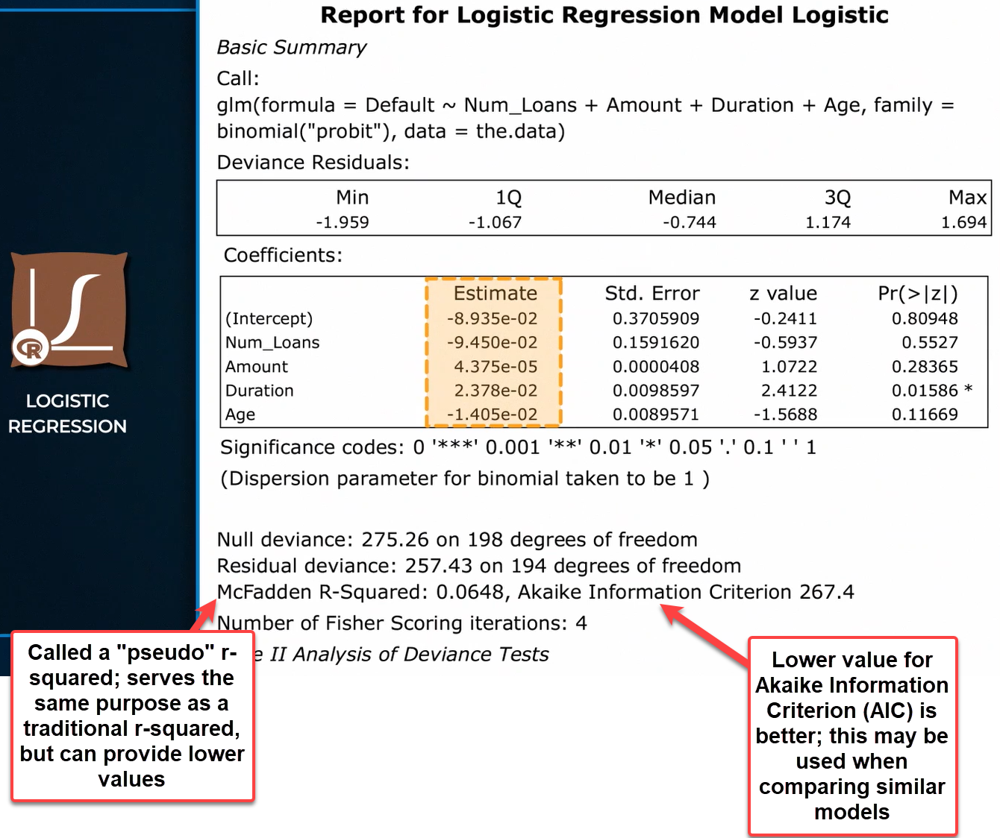 Report for Logistic Regression Model Logistic
Basic Summary
Call:
glm(formula = Default ~ Num_Loans + Amount + Duration + Age, family =
binomial("probit"), data = the.data)
Deviance Residuals:
Min 1Q Median 3Q Max
-1.959 -1.067 -0.744 1.174 1.694
Coefficients:
Estimate Std. Error z value Pr(>|z|)
(Intercept) -8.935e-02 0.3705909 -0.2411 0.80948
Num_Loans -9.450e-02 0.1591620 -0.5937 0.5527
Amount 4.375e-05 0.0000408 1.0722 0.28365
Duration 2.378e-02 0.0098597 2.4122 0.01586 *
Age -1.405e-02 0.0089571 -1.5688 0.11669
Significance codes: 0 '***' 0.001 '**' 0.01 '*' 0.05 '.' 0.1 ' ' 1
(Dispersion parameter for binomial taken to be 1 )
Null deviance: 275.26 on 198 degrees of freedom
Residual deviance: 257.43 on 194 degrees of freedom
McFadden R-Squared: 0.0648, Akaike Information Criterion 267.4
Number of Fisher Scoring iterations: 4
e II Analysis of Deviance Tests
R
LOGISTIC
REGRESSION
Called a "pseudo" r-
squared; serves the
same purpose as a
traditional r-squared,
but can provide lower
values
Lower value for
Akaike Information
Criterion (AIC) is
better; this may be
used when
comparing similar
models